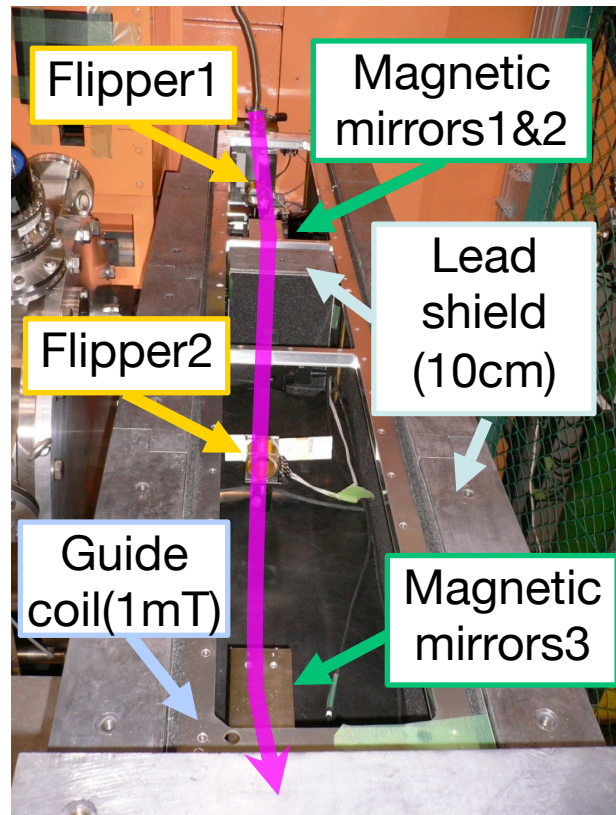 Flipper1
Magnetic
mirrors1&2
Lead
shield
(10cm)
Flipper2
Guide
coil(1mT)
Magnetic
mirrors3